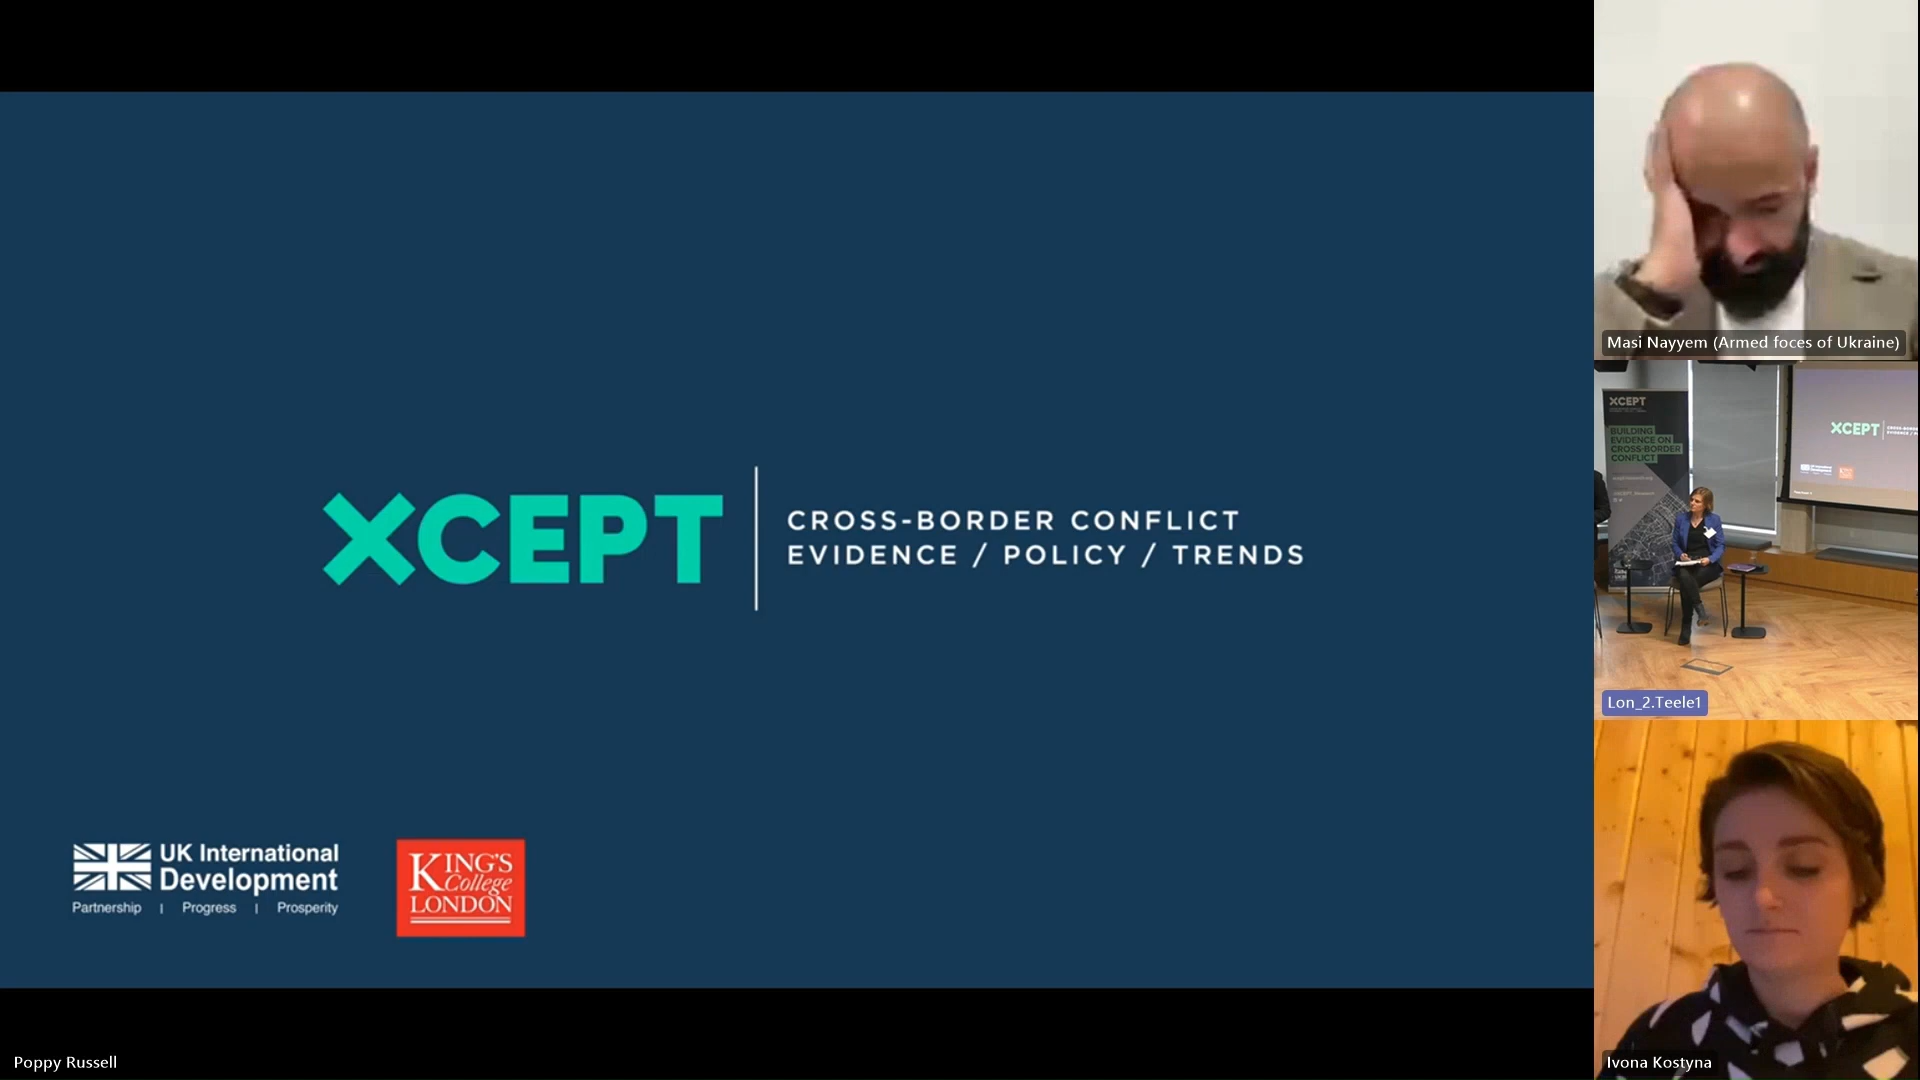 XCEPT
CROSS-BORDER CONFLICT
EVIDENCE / POLICY / TRENDS
UK International
Development
Partnership | Progress | Prosperity
KING'S
College
LONDON
Poppy Russell
Masi Nayyem (Armed foces of Ukraine)
XCEPT
BUILDING
EVIDENCE ON
CROSS-BORDER
CONFLICT
XCEPT
Lon_2.Teele1
Ivona Kostyna